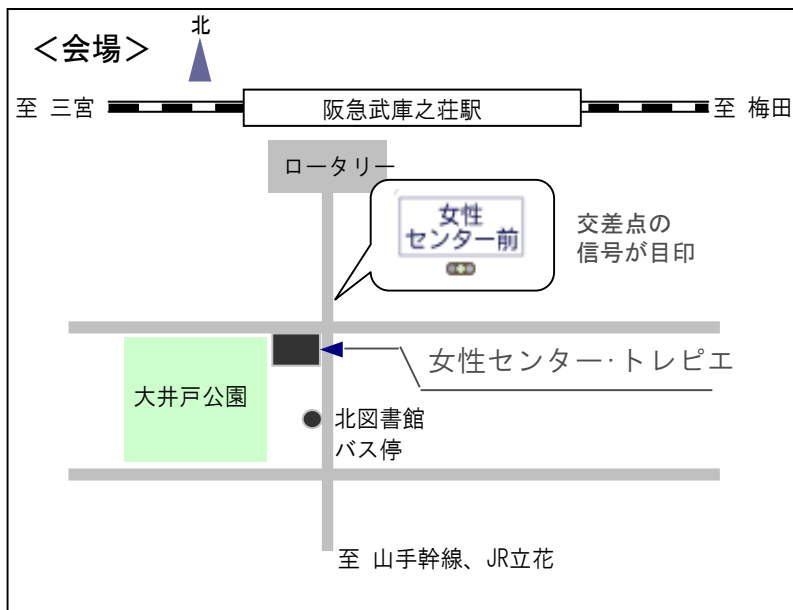 北
＜会場＞
至 三宮
阪急武庫之荘駅
至 梅田
ロータリー
女性
センター前
交差点の
信号が目印
女性センター・トレピエ
大井戸公園
北図書館
バス停
至 山手幹線、JR立花